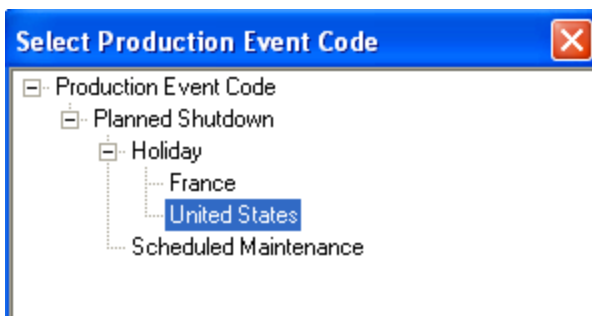 Select Production Event Code
Production Event Code
Planned Shutdown
Holiday
France
United States
Scheduled Maintenance